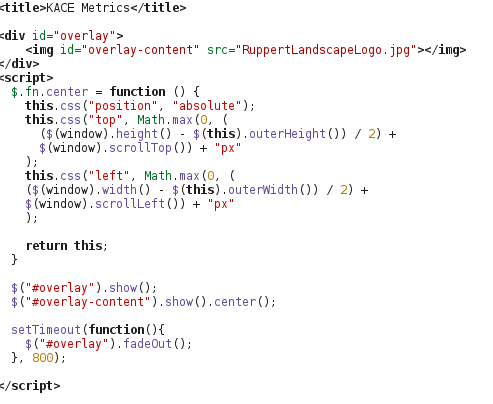 <title>KACE Metrics</title>

<div id="overlay">
    <img id="overlay-content" src="RuppertLandscapeLogo.jpg"></img>
</div>
<script>
  $.fn.center = function () {
    this.css("position", "absolute");
    this.css("top", Math.max(0, (
      ($(window).height() - $(this).outerHeight()) / 2) +
      $(window).scrollTop()) + "px"
    );
    this.css("left", Math.max(0, (
    ($(window).width() - $(this).outerWidth()) / 2) +
    $(window).scrollLeft()) + "px"
    );

    return this;
  }

  $("#overlay").show();
  $("#overlay-content").show().center();

  setTimeout(function(){
    $("#overlay").fadeOut();
  }, 800);

</script>